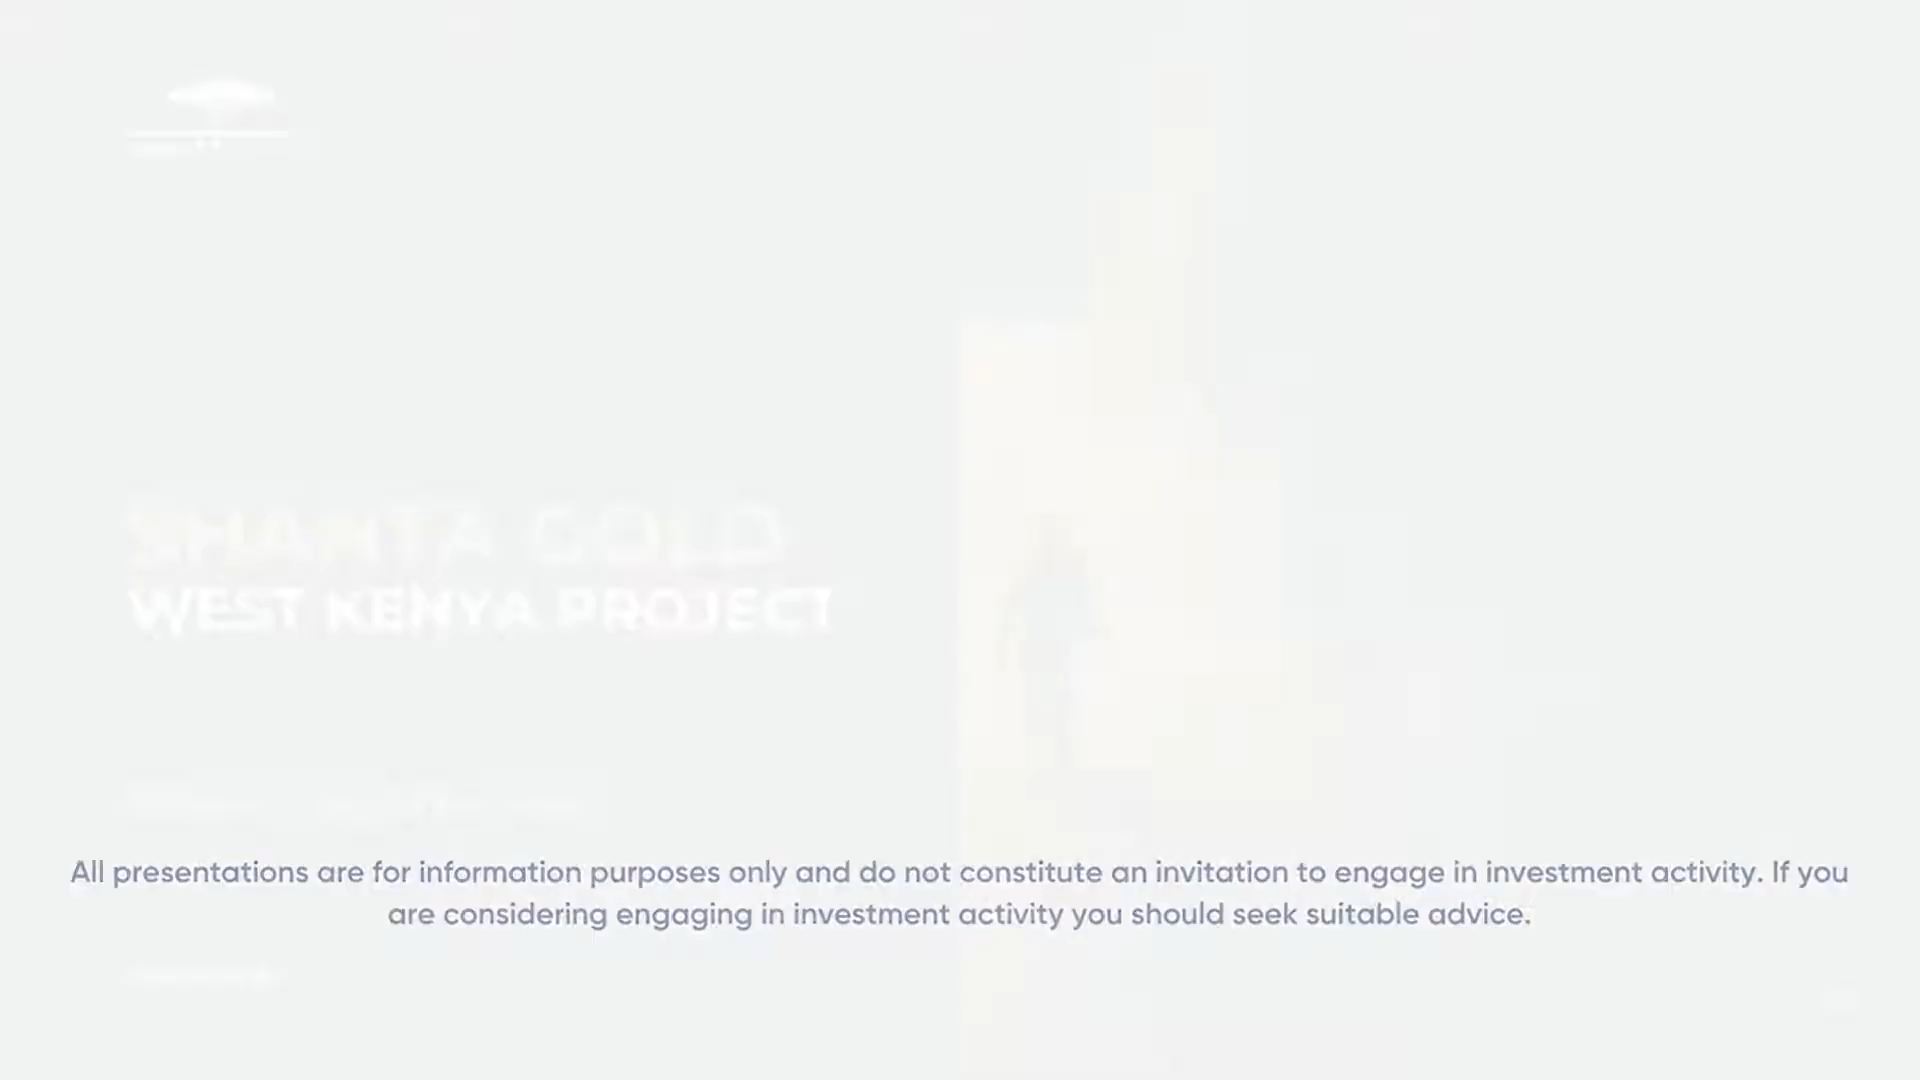 SHANTA GOLD
WEST KENYA PROJECT
All presentations are for information purposes only and do not constitute an invitation to engage in investment activity. If you
are considering engaging in investment activity you should seek suitable advice.